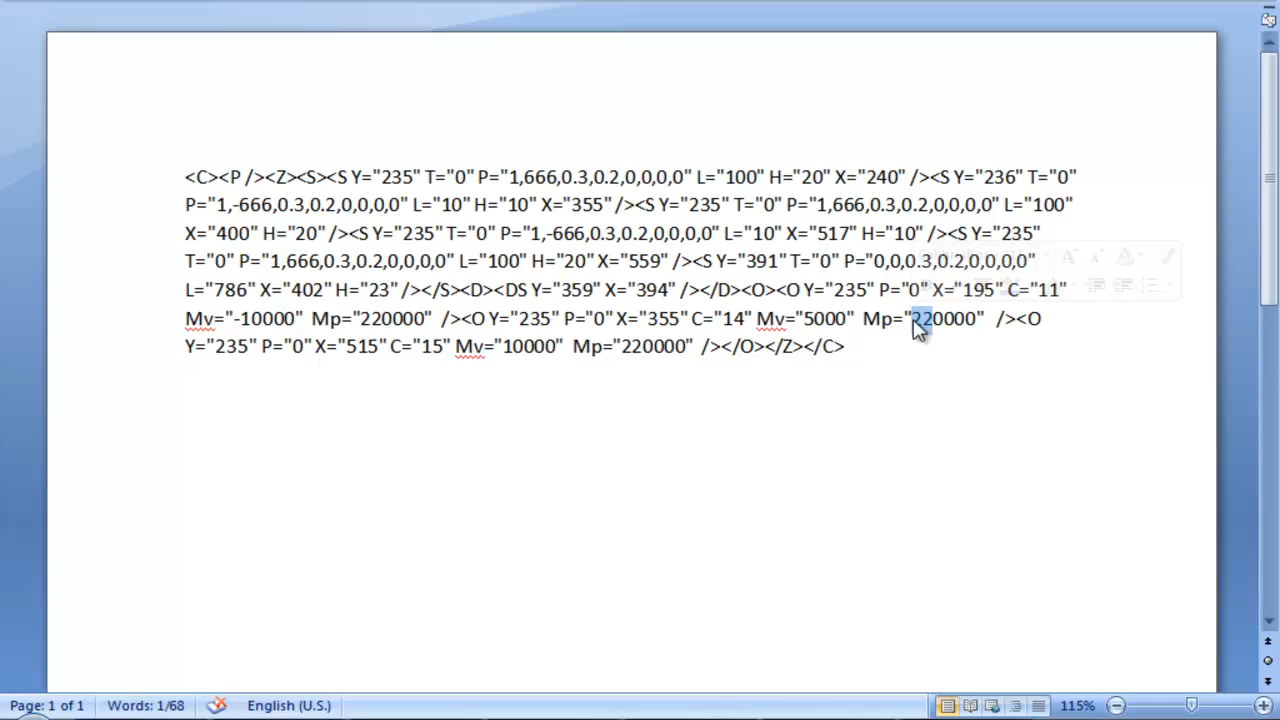 <C><P /><Z><S><S Y="235" T="0" P="1,666,0.3,0.2,0,0,0,0" L="100" H="20" X="240" /><S Y="236" T="0"
P="1,-666,0.3,0.2,0,0,0,0" L="10" H="10" X="355" /><S Y="235" T="0" P="1,666,0.3,0.2,0,0,0,0" L="100"
X="400" H="20" /><S Y="235" T="0" P="1,-666,0.3,0.2,0,0,0,0" L="10" X="517" H="10" /><S Y="235"
T="0" P="1,666,0.3,0.2,0,0,0,0" L="100" H="20" X="559" /><S Y="391" T="0" P="0,0,0.3,0.2,0,0,0,0"
L="786" X="402" H="23" /></S><D><DS Y="359" X="394" /></D><O><O Y="235" P="0" X="195" C="11"
Mv="-10000"  Mp="220000"  /><O Y="235" P="0" X="355" C="14" Mv="5000"  Mp="220000"  /><O
Y="235" P="0" X="515" C="15" Mv="10000"  Mp="220000"  /></O></Z></C>
Page: 1 of 1 Words: 1/68 English (U.S.) 115%